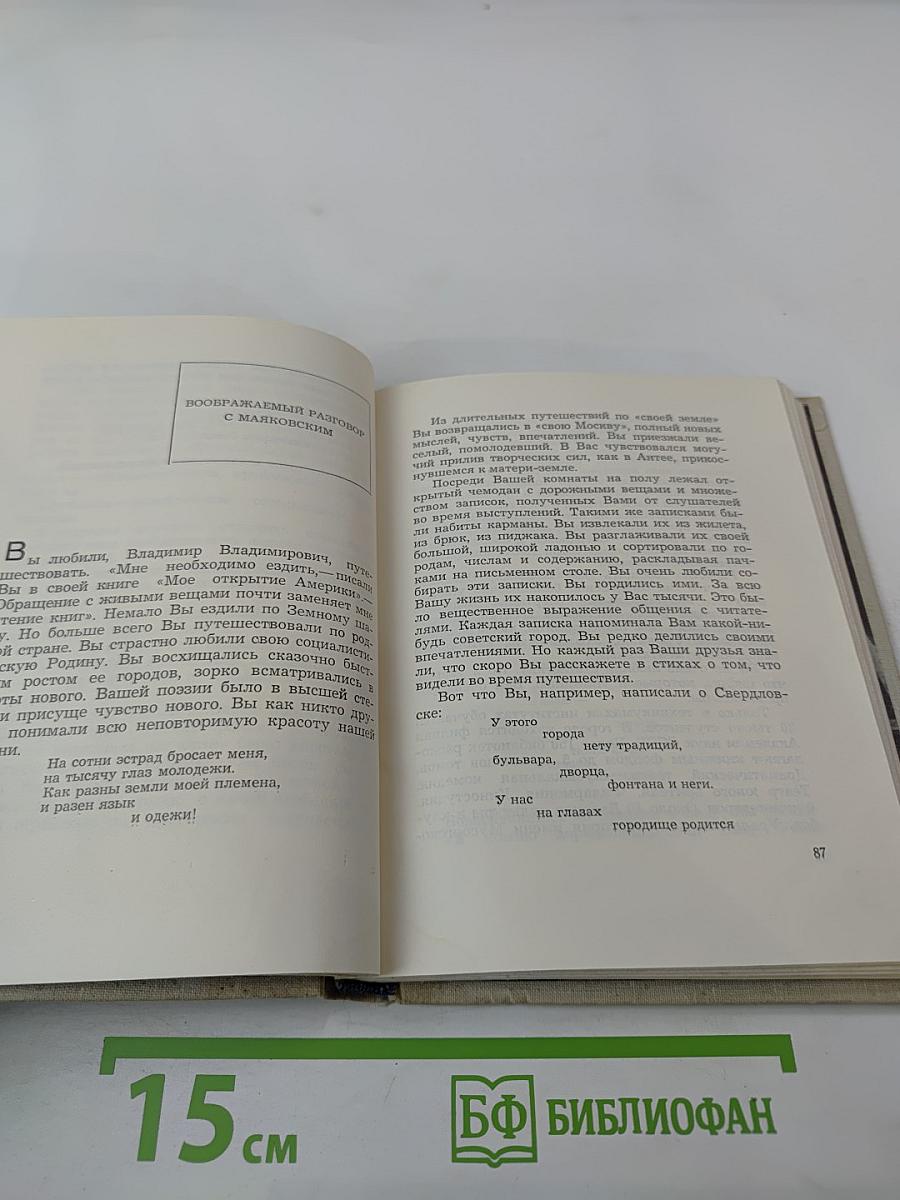 ВООБРАЖАЕМЫЙ РАЗГОВОР
С МАЯКОВСКИМ
Вы любили, Владимир Владимирович, путе-
шествовать. «Мне необходимо ездить,— писали
Вы в своей книге «Мое открытие Америки».—
Обращение с живыми вещами почти заменяет мне
тение книг». Немало Вы ездили по Земному ша-
у. Но больше всего Вы путешествовали по род-
ой стране. Вы страстно любили свою социалисти-
скую Родину. Вы восхищались сказочно быст-
м ростом ее городов, зорко всматривались в
ты нового. Вашей поэзии было в высшей сте-
и присуще чувство нового. Вы как никто дру-
понимали всю неповторимую красоту нашей
ни.
На сотни эстрад бросает меня,
на тысячу глаз молодежи.
Как разны земли моей племена,
и разен язык
и одежи!
Из длительных путешествий по «своей земле»
Вы возвращались в «свою Москву», полный новых
мыслей, чувств, впечатлений. Вы приезжали ве-
селый, помолодевший. В Вас чувствовался могу-
чий прилив творческих сил, как в Антее, прикос-
нувшемся к матери-земле.
Посреди Вашей комнаты на полу лежал от-
крытый чемодан с дорожными вещами и множе-
ством записок, полученных Вами от слушателей
во время выступлений. Такими же записками бы-
ли набиты карманы. Вы извлекали их из жилета,
из брюк, из пиджака. Вы разглаживали их своей
большой, широкой ладонью и сортировали по го-
родам, числам и содержанию, раскладывая пач-
ками на письменном столе. Вы очень любили со-
бирать эти записки. Вы гордились ими. За всю
Вашу жизнь их накопилось у Вас тысячи. Это бы-
ло вещественное выражение общения с читате-
лями. Каждая записка напоминала Вам какой-ни-
будь советский город. Вы редко делились своими
впечатлениями. Но каждый раз Ваши друзья зна-
ли, что скоро Вы расскажете в стихах о том, что
видели во время путешествия.
Вот что Вы, например, написали о Свердлов-
ске:
У этого
города
нету традиций,
бульвара,
дворца,
фонтана и неги.
У нас
на глазах
городище родится
87
15 см
БФ БИБЛИОФАН